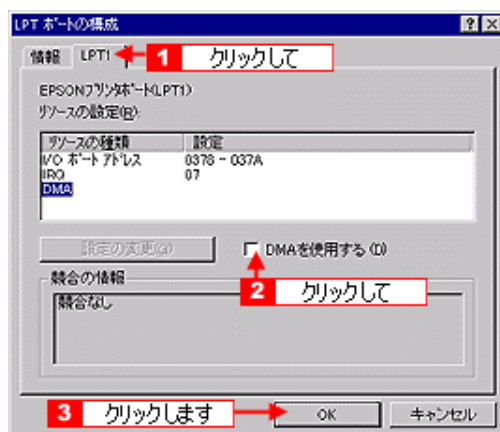 LPT ポートの構成
情報 LPT1 1 クリックして
EPSONプリンタポート(LPT1)
リソースの設定(R):
リソースの種類 設定
I/O ポート アドレス 0378 - 037A
IRQ 07
DMA
設定の変更(G) DMAを使用する(D)
2 クリックして
競合の情報
競合なし
3 クリックします OK キャンセル